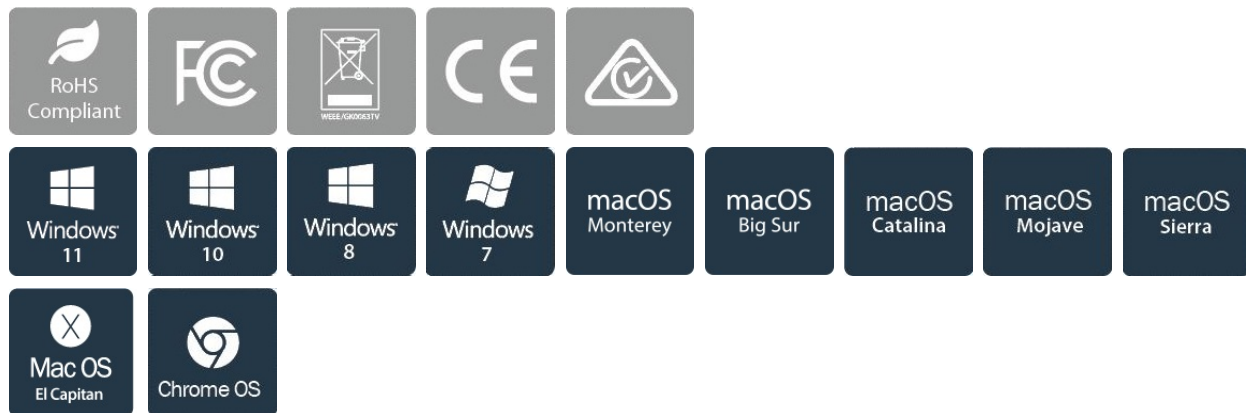 RoHS
Compliant
FC
WEEE/GK0063TV
CE
Windows
11
Windows
10
Windows
8
Windows
7
macOS
Monterey
macOS
Big Sur
macOS
Catalina
macOS
Mojave
macOS
Sierra
X
Mac OS
El Capitan
Chrome OS